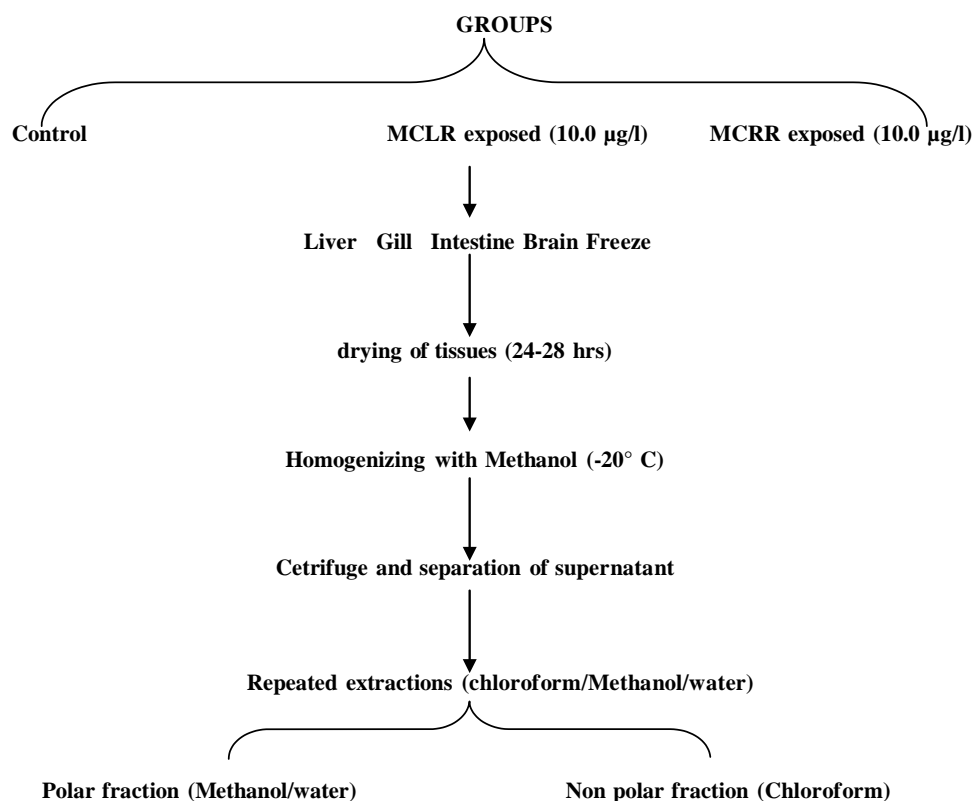 GROUPS
Control MCLR exposed (10.0 µg/l) MCRR exposed (10.0 µg/l)
Liver Gill Intestine Brain Freeze
drying of tissues (24-28 hrs)
Homogenizing with Methanol (-20° C)
Cetrifuge and separation of supernatant
Repeated extractions (chloroform/Methanol/water)
Polar fraction (Methanol/water) Non polar fraction (Chloroform)